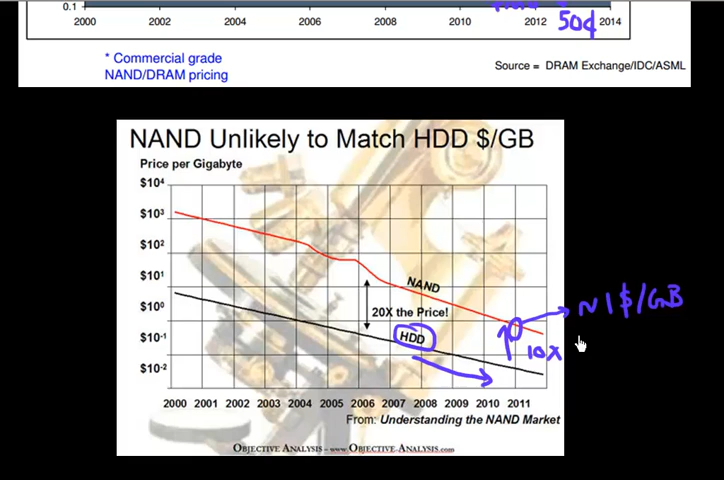 0.1
2000 2002 2004 2006 2008 2010 2012 2014
50¢
* Commercial grade
NAND/DRAM pricing
Source = DRAM Exchange/IDC/ASML
NAND Unlikely to Match HDD $/GB
Price per Gigabyte
$10⁴
$10³
$10²
$10¹
$10⁰
$10⁻¹
$10⁻²
NAND
20X the Price!
HDD
~1$/GB
10x
2000 2001 2002 2003 2004 2005 2006 2007 2008 2009 2010 2011
From: Understanding the NAND Market
OBJECTIVE ANALYSIS – www.OBJECTIVE-ANALYSIS.com